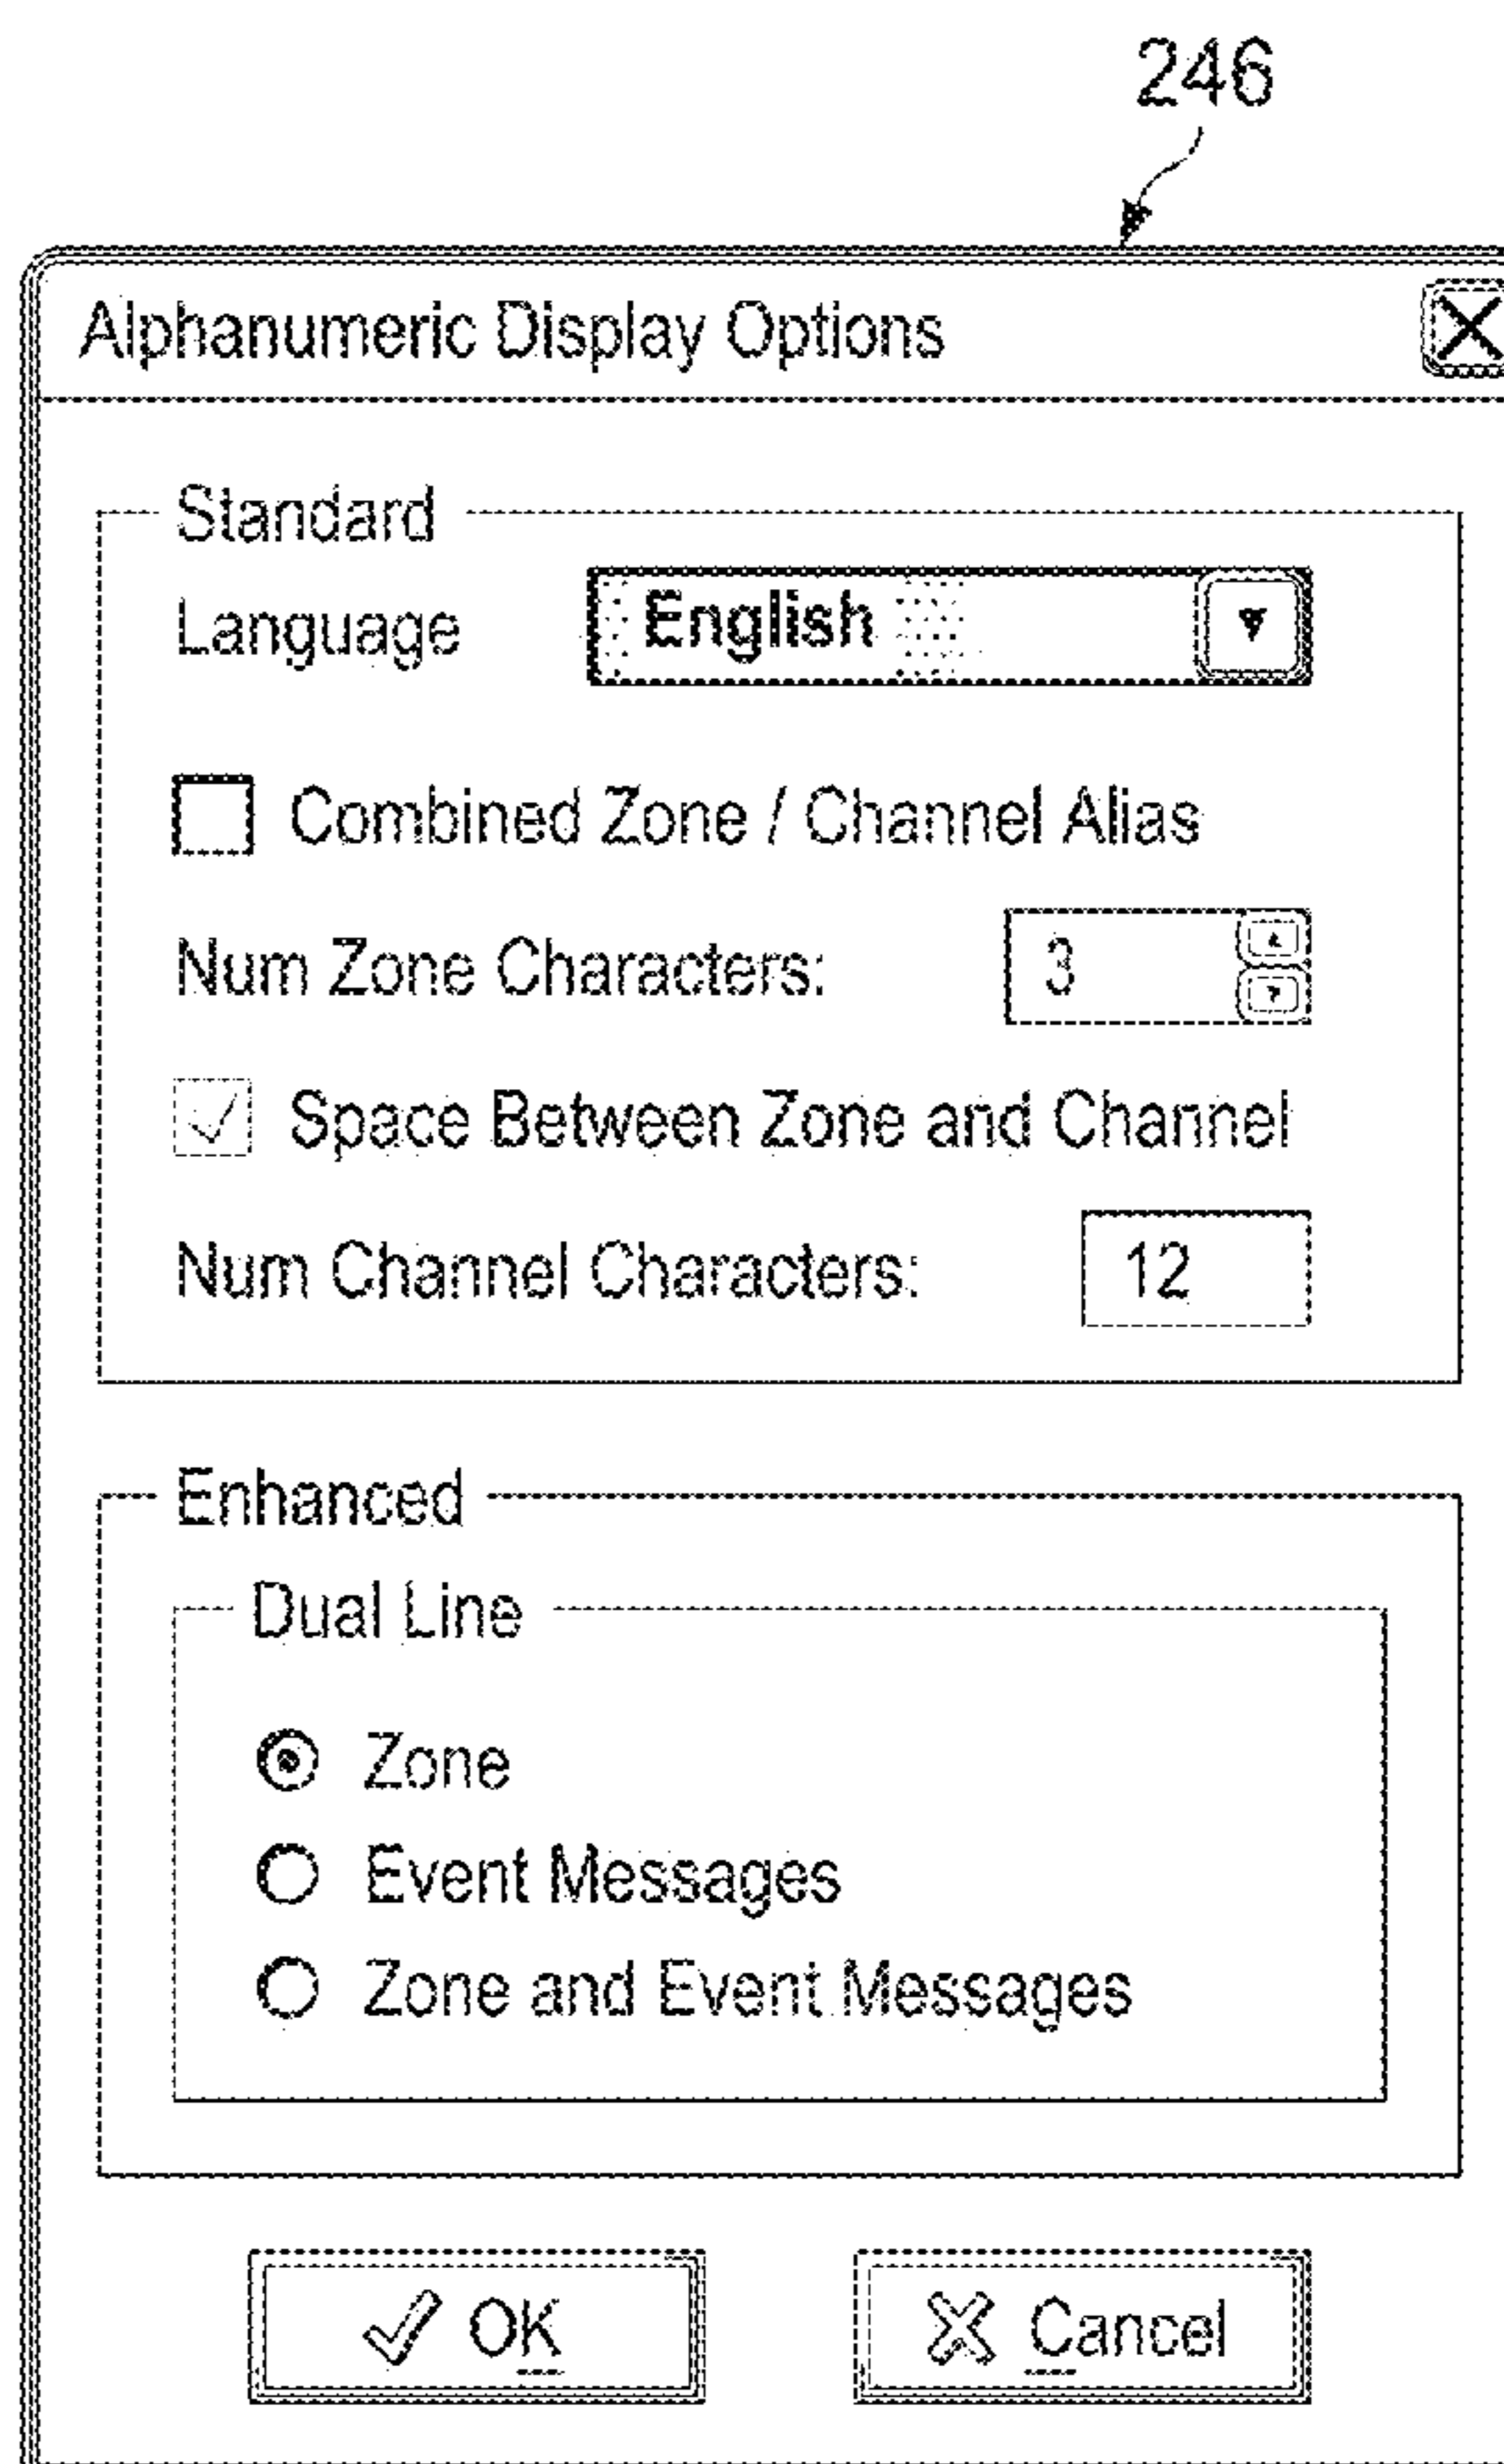 246
Alphanumeric Display Options
Standard
Language English
Combined Zone / Channel Alias
Num Zone Characters: 3
Space Between Zone and Channel
Num Channel Characters: 12
Enhanced
Dual Line
Zone
Event Messages
Zone and Event Messages
OK Cancel